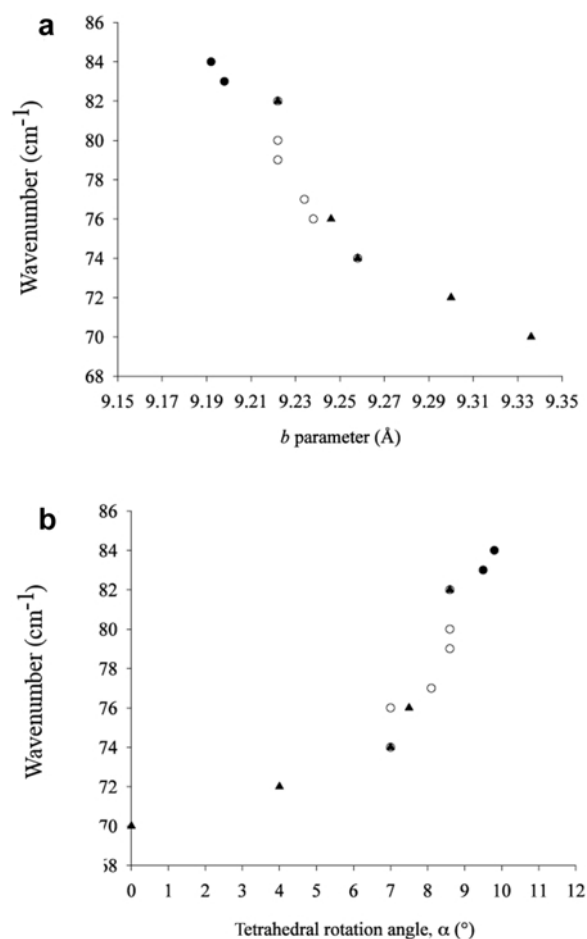 a
86
84
82
80
78
76
74
72
70
68
Wavenumber (cm-1)
9.15 9.17 9.19 9.21 9.23 9.25 9.27 9.29 9.31 9.33 9.35
b parameter (Å)
b
86
84
82
80
78
76
74
72
70
68
Wavenumber (cm-1)
0 1 2 3 4 5 6 7 8 9 10 11 12
Tetrahedral rotation angle, α (°)